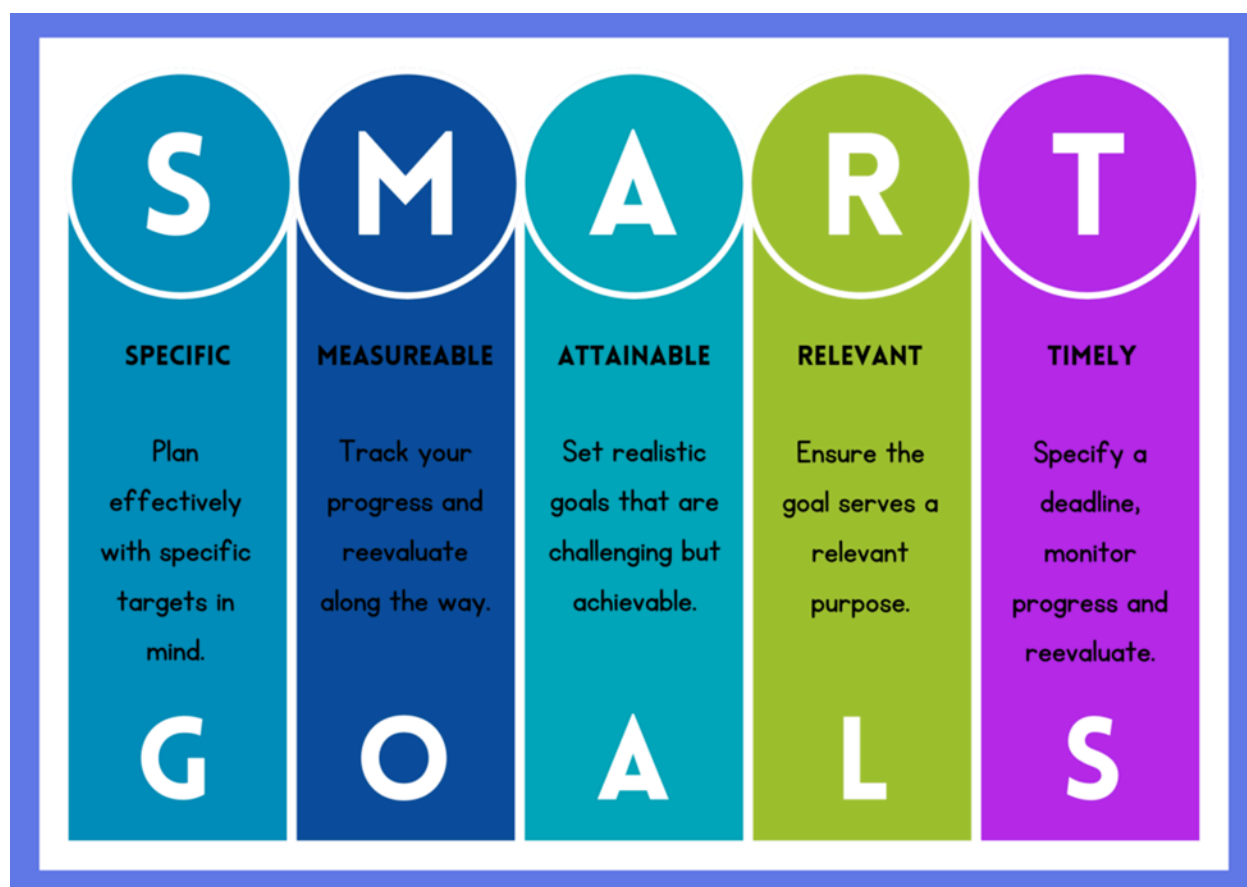 S
M
A
R
T
SPECIFIC
Plan
effectively
with specific
targets in
mind.
MEASUREABLE
Track your
progress and
reevaluate
along the way.
ATTAINABLE
Set realistic
goals that are
challenging but
achievable.
RELEVANT
Ensure the
goal serves a
relevant
purpose.
TIMELY
Specify a
deadline,
monitor
progress and
reevaluate.
G
O
A
L
S